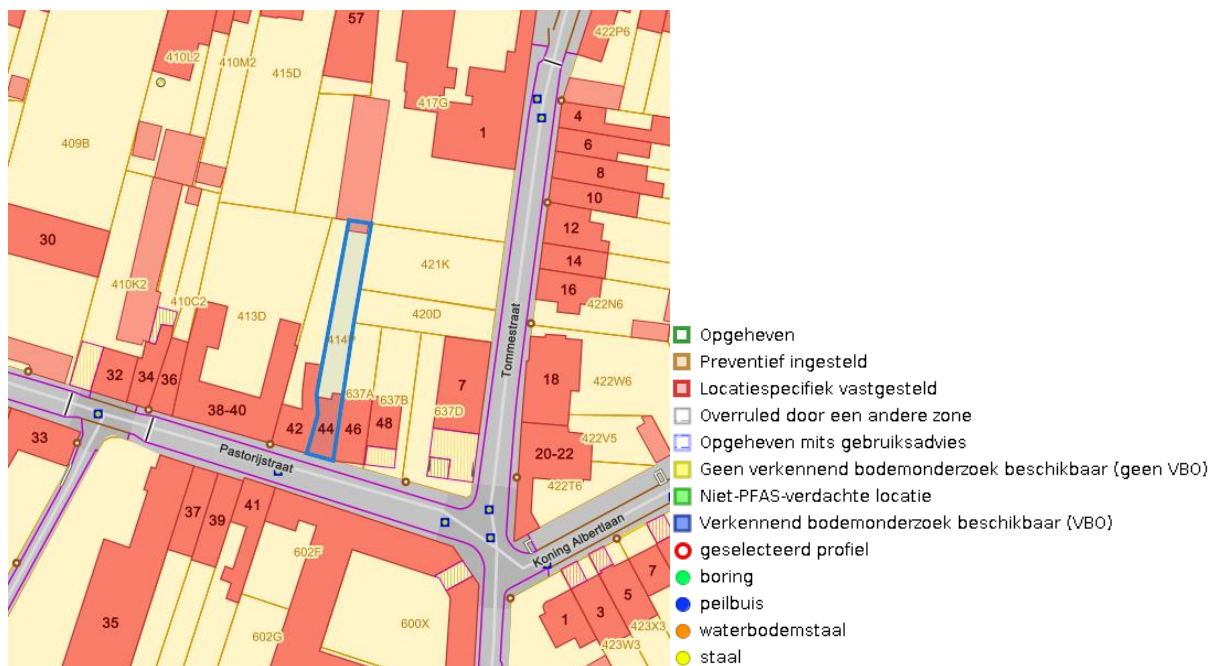 57
422P6
410L2
410M2
415D
417G
1
4
6
8
10
12
14
16
409B
30
410K2
410C2
413D
421K
420D
422N6
Tommestraat
32
34
36
38-40
42
44
46
48
637A
637B
637D
7
18
422W6
20-22
422V5
422T6
33
Pastorijstraat
37
39
41
35
602F
602G
600X
Koning Albertlaan
1
3
5
7
423X3
423W3
Opgeheven
Preventief ingesteld
Locatiespecifiek vastgesteld
Overruled door een andere zone
Opgeheven mits gebruiksadvies
Geen verkennend bodemonderzoek beschikbaar (geen VBO)
Niet-PFAS-verdachte locatie
Verkennend bodemonderzoek beschikbaar (VBO)
geselecteerd profiel
boring
peilbuis
waterbodemstaal
staal